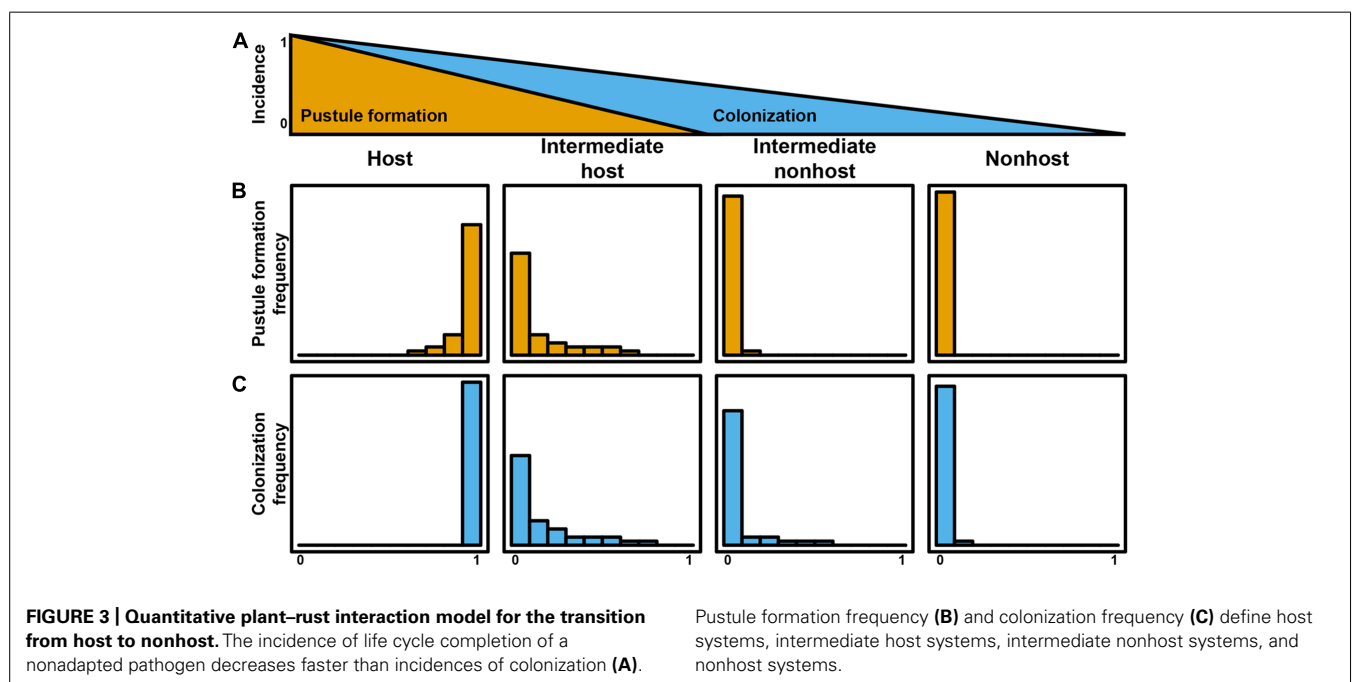 A
Incidence
1
0
Pustule formation
Colonization
Host
Intermediate
host
Intermediate
nonhost
Nonhost
B
Pustule formation
frequency
C
Colonization
frequency
0
1
0
1
0
1
0
1
FIGURE 3 | Quantitative plant–rust interaction model for the transition
from host to nonhost. The incidence of life cycle completion of a
nonadapted pathogen decreases faster than incidences of colonization (A).
Pustule formation frequency (B) and colonization frequency (C) define host
systems, intermediate host systems, intermediate nonhost systems, and
nonhost systems.